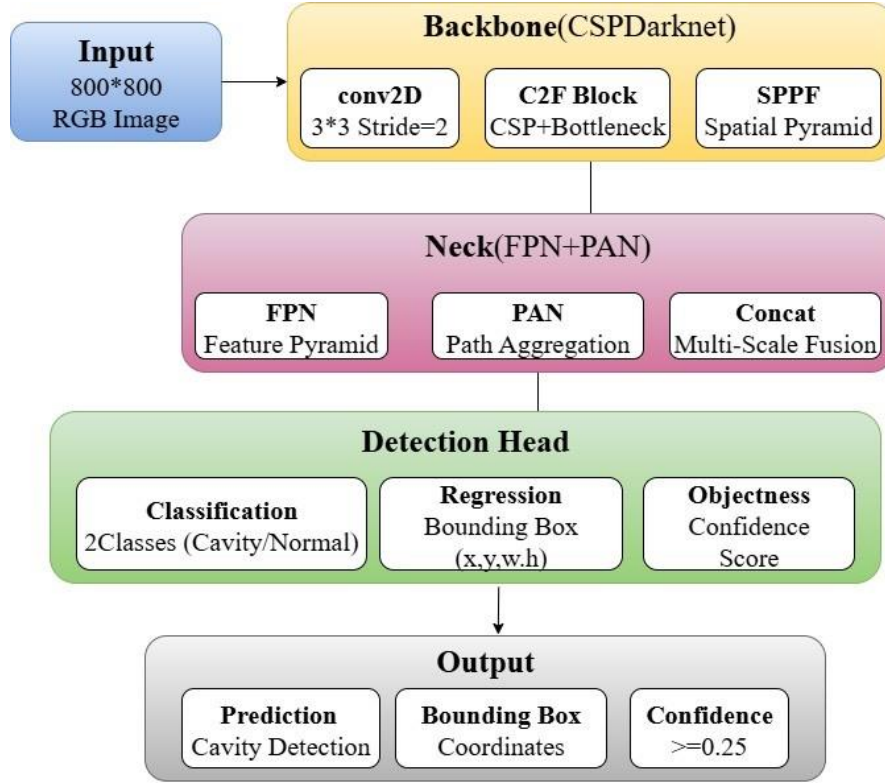 Input
800*800
RGB Image
Backbone(CSPDarknet)
conv2D
3*3 Stride=2
C2F Block
CSP+Bottleneck
SPPF
Spatial Pyramid
Neck(FPN+PAN)
FPN
Feature Pyramid
PAN
Path Aggregation
Concat
Multi-Scale Fusion
Detection Head
Classification
2Classes (Cavity/Normal)
Regression
Bounding Box
(x,y,w.h)
Objectness
Confidence
Score
Output
Prediction
Cavity Detection
Bounding Box
Coordinates
Confidence
>=0.25